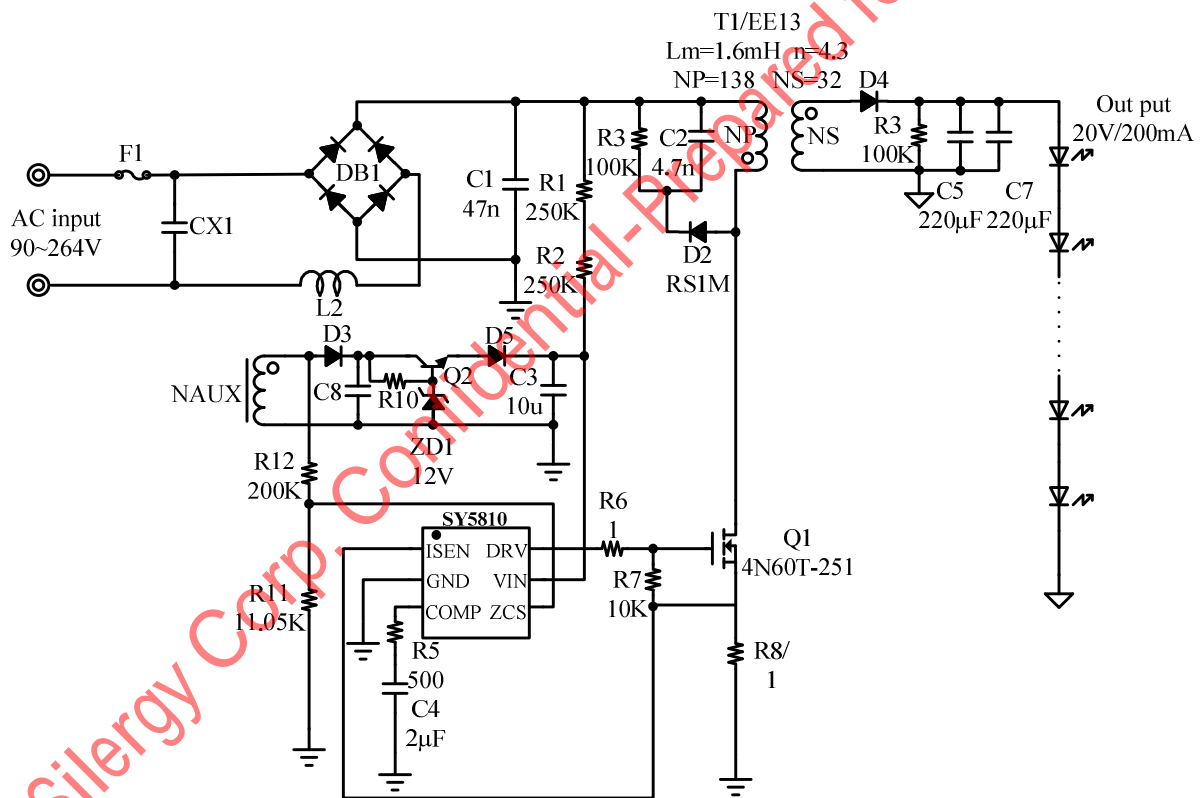 T1/EE13
Lm=1.6mH n=4.3
NP=138 NS=32
D4
Out put
20V/200mA
F1
DB1
R3
100K
C2
4.7n
NP
NS
R3
100K
AC input
90~264V
CX1
C1
47n
R1
250K
C5
220μF
C7
220μF
R2
250K
D2
RS1M
L2
D3
D5
NAUX
C8
R10
Q2
C3
10u
ZD1
12V
R12
200K
SY5810
R6
1
ISEN
DRV
GND
VIN
COMP
ZCS
Q1
4N60T-251
R7
10K
R11
11.05K
R5
500
R8/
1
C4
2μF
Silergy Corp. Confidential-Prepared fo